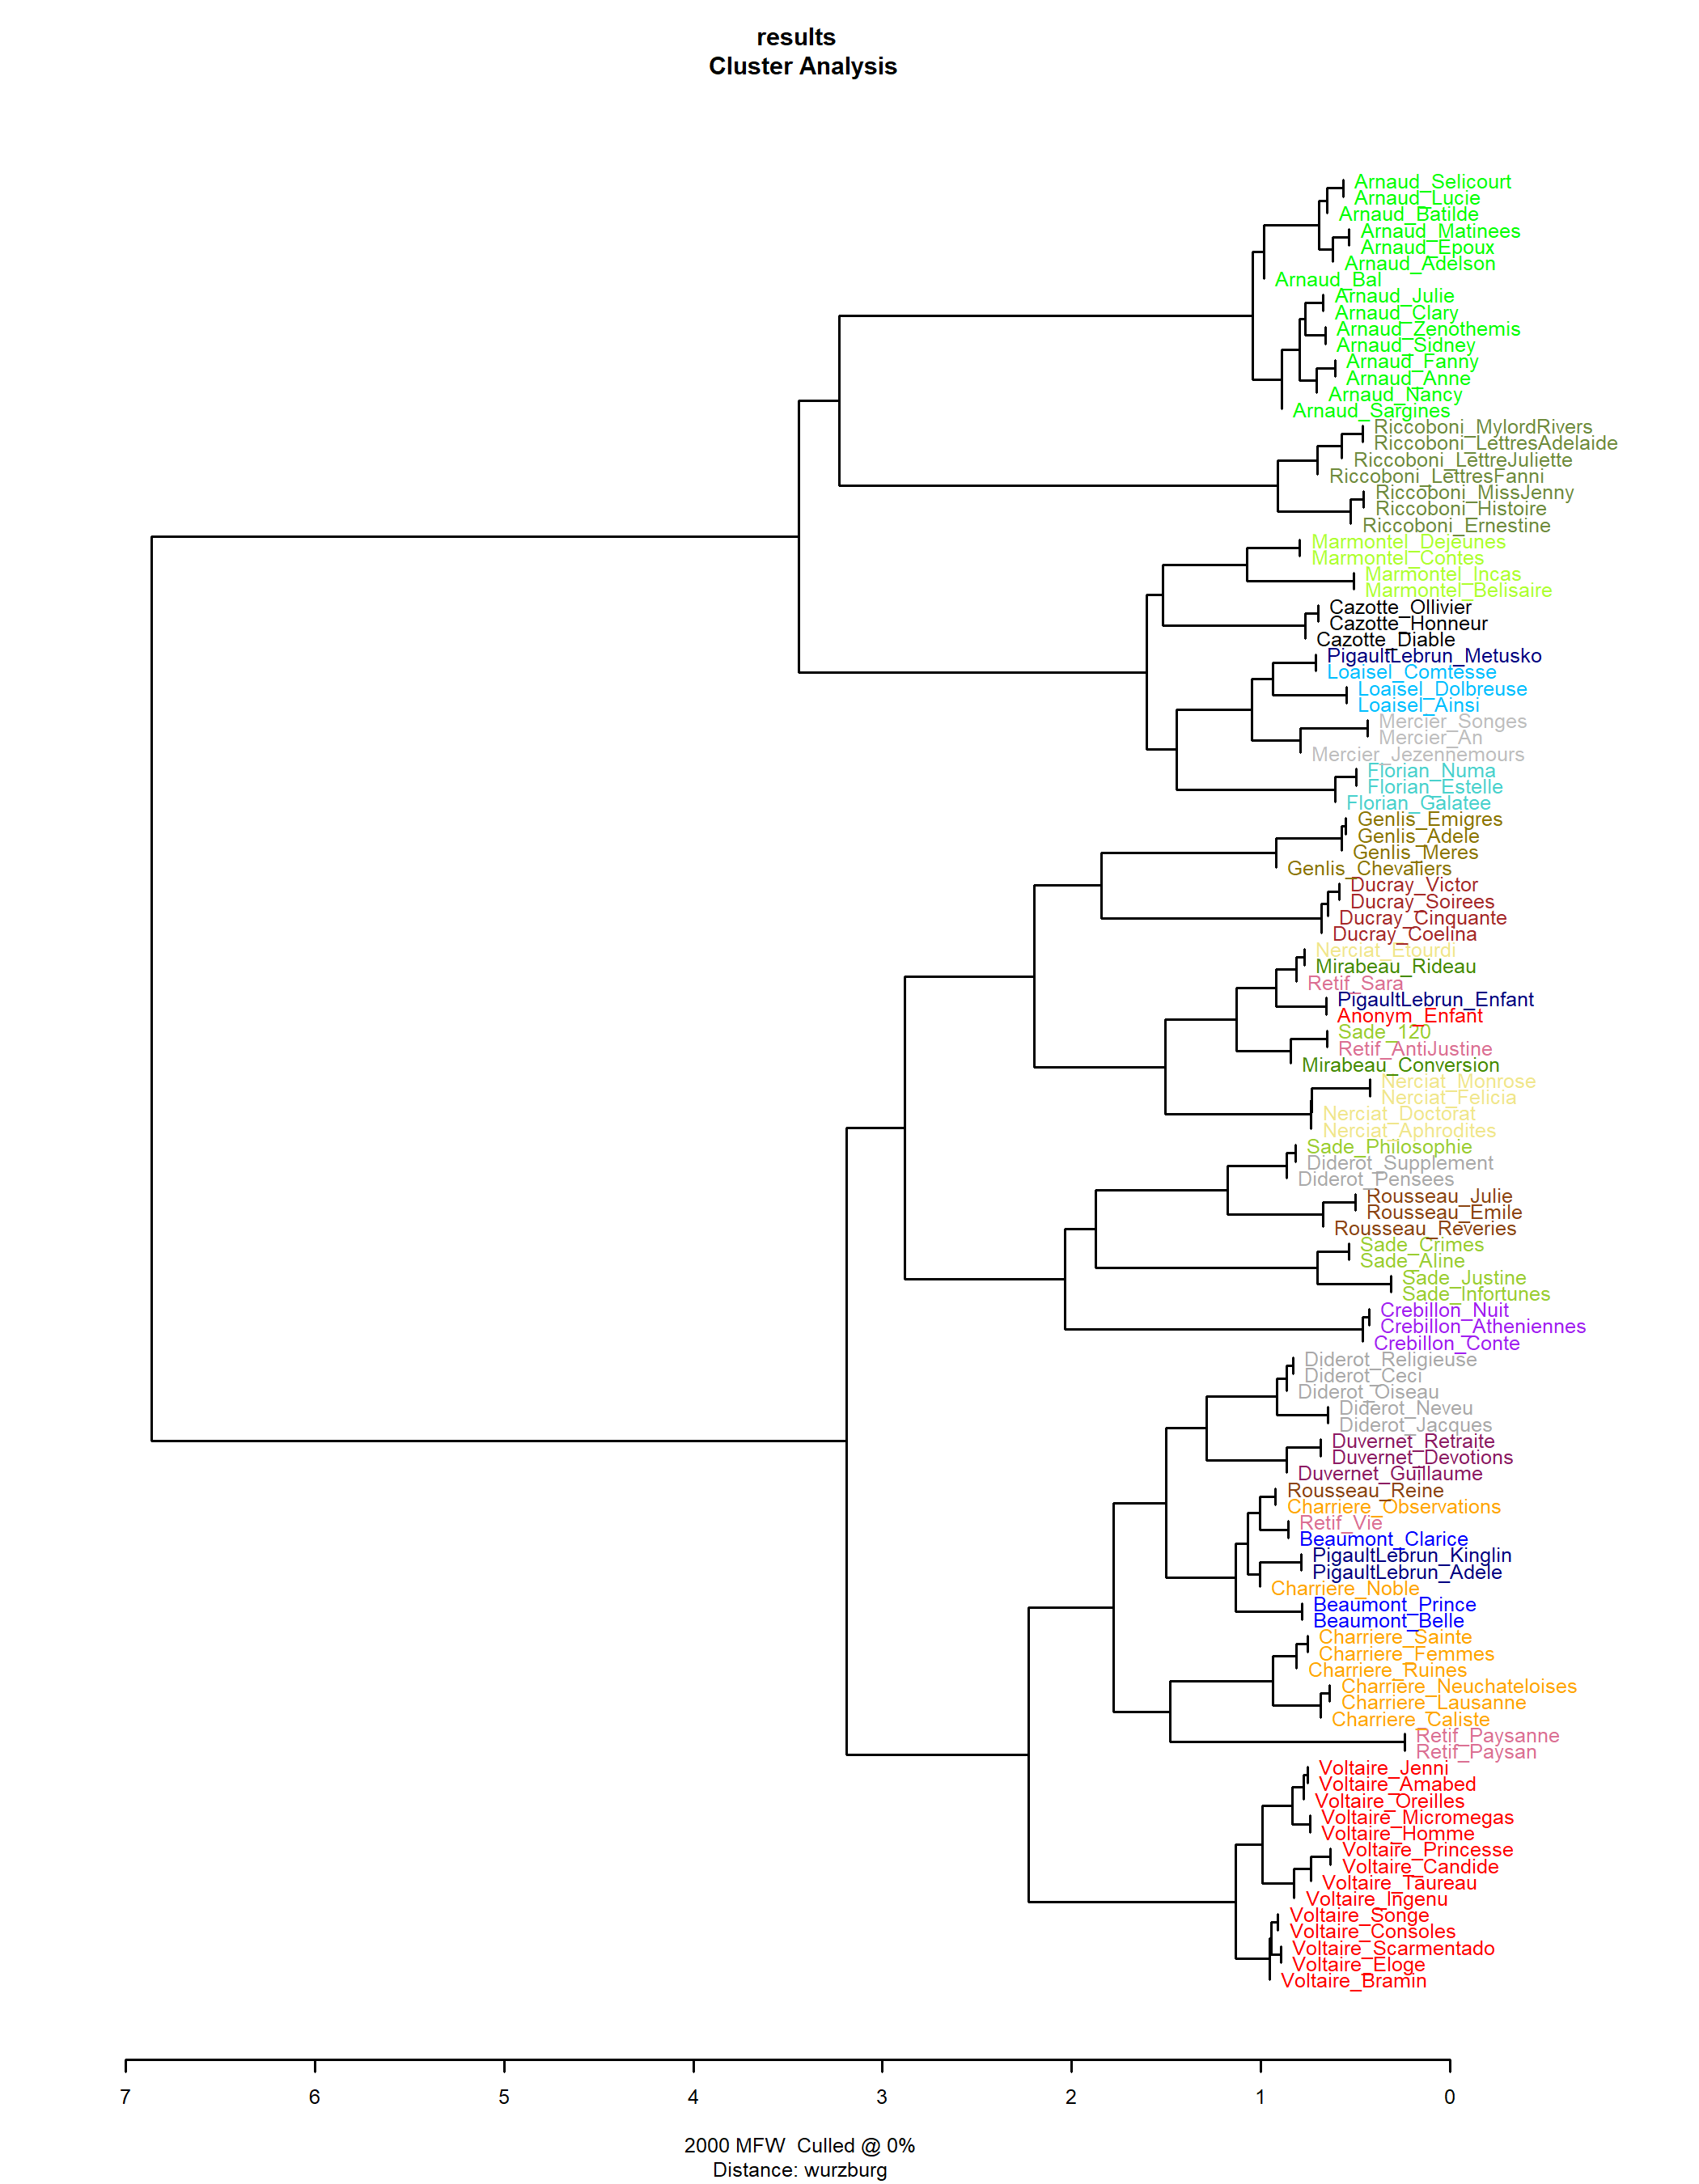 results
Cluster Analysis
Arnaud_Selicourt
Arnaud_Lucie
Arnaud_Batilde
Arnaud_Matinees
Arnaud_Epoux
Arnaud_Adelson
Arnaud_Bal
Arnaud_Julie
Arnaud_Clary
Arnaud_Zenothemis
Arnaud_Sidney
Arnaud_Fanny
Arnaud_Anne
Arnaud_Nancy
Arnaud_Sargines
Riccoboni_MylordRivers
Riccoboni_LettresAdelaide
Riccoboni_LettreJuliette
Riccoboni_LettresFanni
Riccoboni_MissJenny
Riccoboni_Histoire
Riccoboni_Ernestine
Marmontel_Dejeunes
Marmontel_Contes
Marmontel_Incas
Marmontel_Belisaire
Cazotte_Ollivier
Cazotte_Honneur
Cazotte_Diable
PigaultLebrun_Metusko
Loaisel_Comtesse
Loaisel_Dolbreuse
Loaisel_Ainsi
Mercier_Songes
Mercier_An
Mercier_Jezennemours
Florian_Numa
Florian_Estelle
Florian_Galatee
Genlis_Emigres
Genlis_Adele
Genlis_Meres
Genlis_Chevaliers
Ducray_Victor
Ducray_Soirees
Ducray_Cinquante
Ducray_Coelina
Nerciat_Etourdi
Mirabeau_Rideau
Retif_Sara
PigaultLebrun_Enfant
Anonym_Enfant
Sade_120
Retif_AntiJustine
Mirabeau_Conversion
Nerciat_Monrose
Nerciat_Felicia
Nerciat_Doctorat
Nerciat_Aphrodites
Sade_Philosophie
Diderot_Supplement
Diderot_Pensees
Rousseau_Julie
Rousseau_Emile
Rousseau_Reveries
Sade_Crimes
Sade_Aline
Sade_Justine
Sade_Infortunes
Crebillon_Nuit
Crebillon_Atheniennes
Crebillon_Conte
Diderot_Religieuse
Diderot_Ceci
Diderot_Oiseau
Diderot_Neveu
Diderot_Jacques
Duvernet_Retraite
Duvernet_Devotions
Duvernet_Guillaume
Rousseau_Reine
Charriere_Observations
Retif_Vie
Beaumont_Clarice
PigaultLebrun_Kinglin
PigaultLebrun_Adele
Charriere_Noble
Beaumont_Prince
Beaumont_Belle
Charriere_Sainte
Charriere_Femmes
Charriere_Ruines
Charriere_Neuchateloises
Charriere_Lausanne
Charriere_Caliste
Retif_Paysanne
Retif_Paysan
Voltaire_Jenni
Voltaire_Amabed
Voltaire_Oreilles
Voltaire_Micromegas
Voltaire_Homme
Voltaire_Princesse
Voltaire_Candide
Voltaire_Taureau
Voltaire_Ingenu
Voltaire_Songe
Voltaire_Consoles
Voltaire_Scarmentado
Voltaire_Eloge
Voltaire_Bramin
7 6 5 4 3 2 1 0
2000 MFW Culled @ 0%
Distance: wurzburg